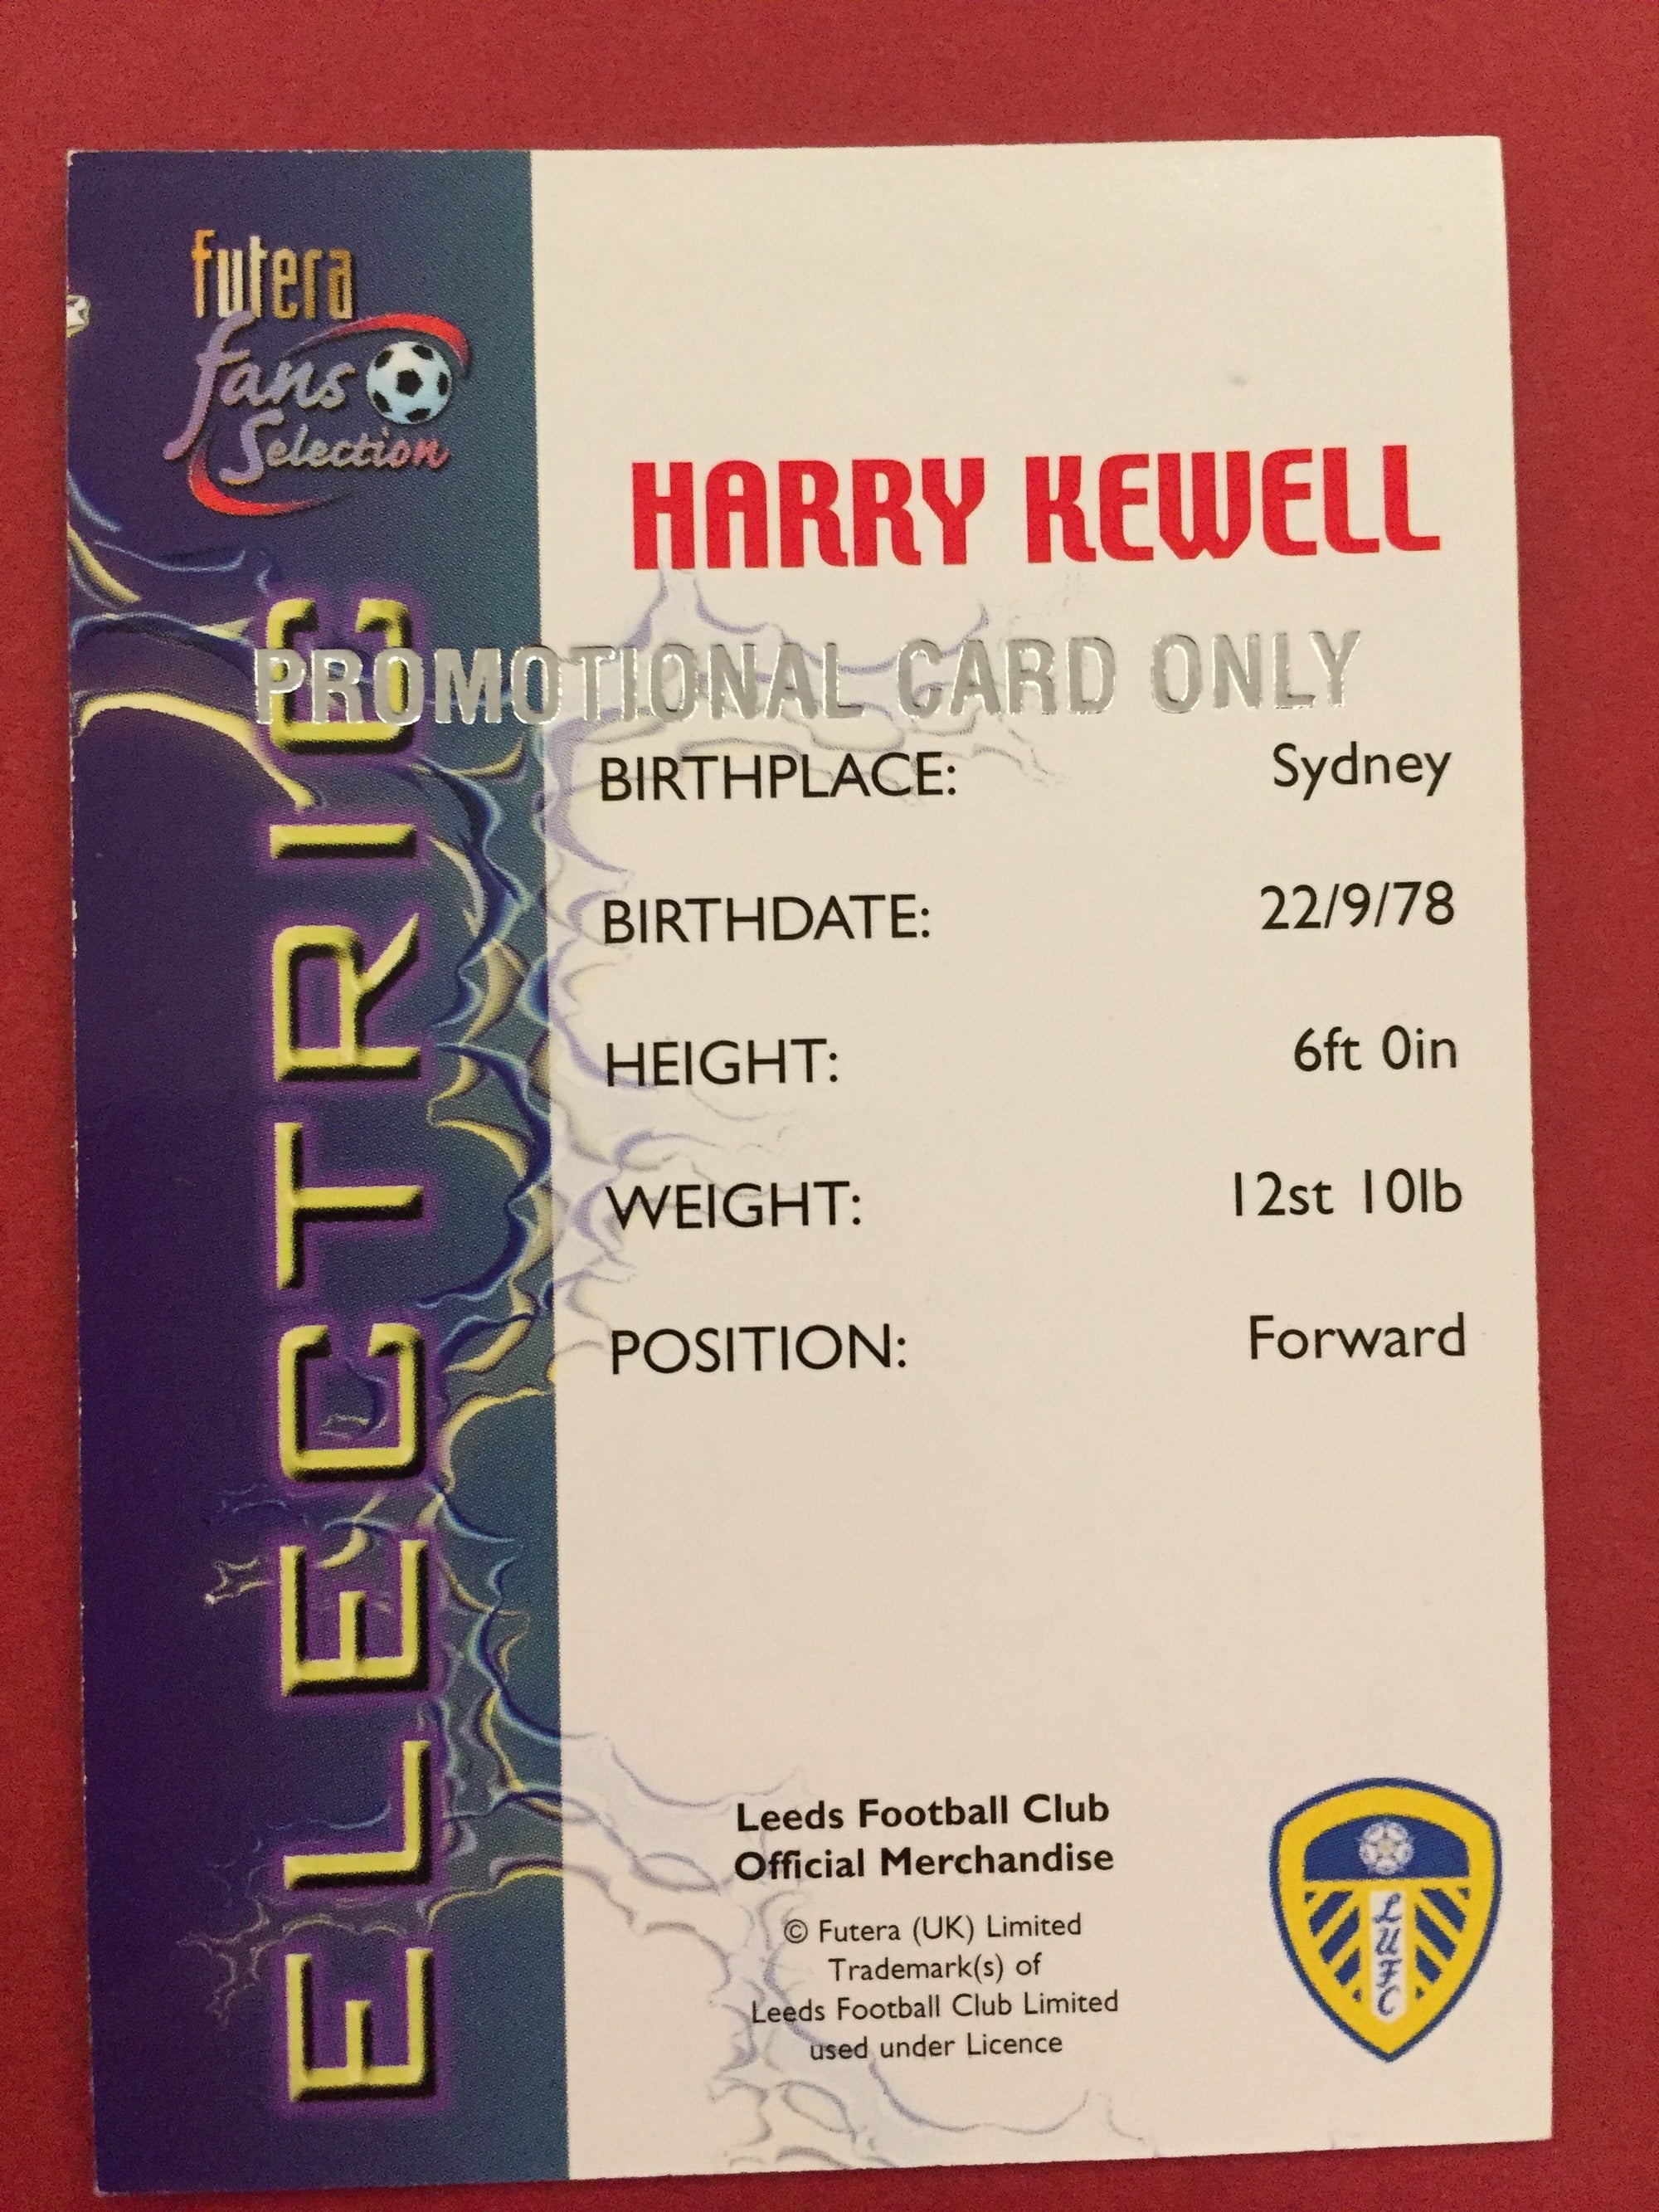 futera
fans
Selection
ELECTRIC
HARRY KEWELL
PROMOTIONAL CARD ONLY
BIRTHPLACE: Sydney
BIRTHDATE: 22/9/78
HEIGHT: 6ft 0in
WEIGHT: 12st 10lb
POSITION: Forward
Leeds Football Club
Official Merchandise
© Futera (UK) Limited
Trademark(s) of
Leeds Football Club Limited
used under Licence
LUFC